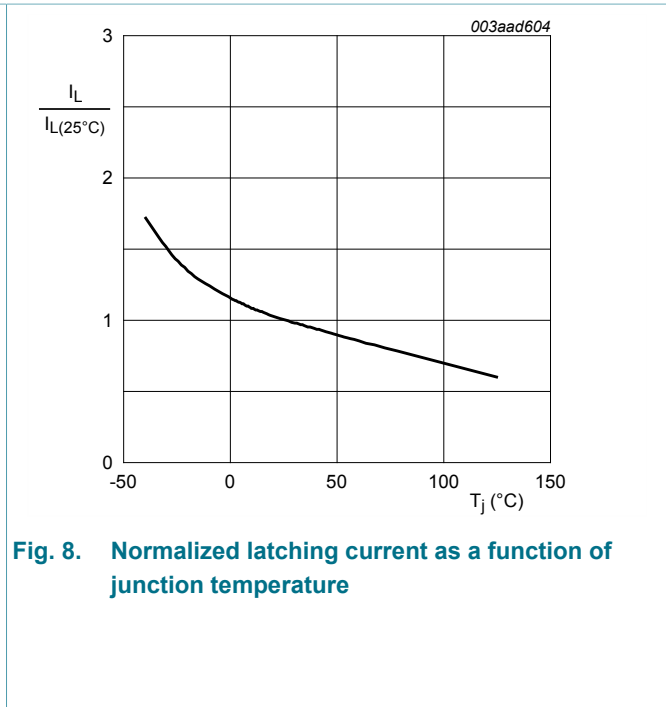 003aad604
3
I_L
I_L(25°C)
2
1
0
-50 0 50 100 150
T_j (°C)
Fig. 8. Normalized latching current as a function of
junction temperature